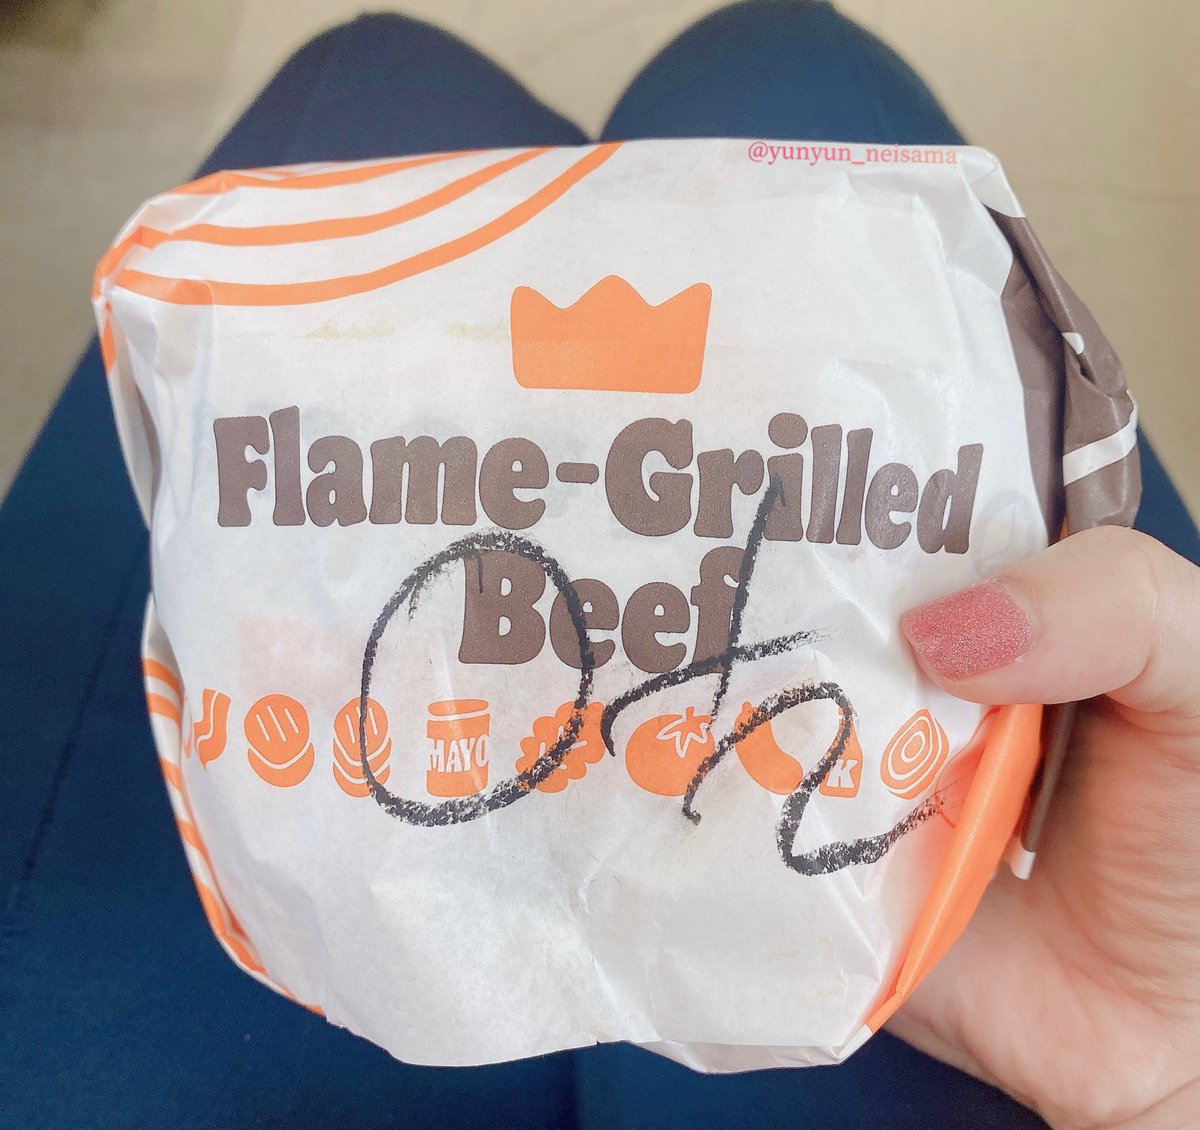 @yunyun_neisama
Flame-Grilled
Beef
MAYO
K